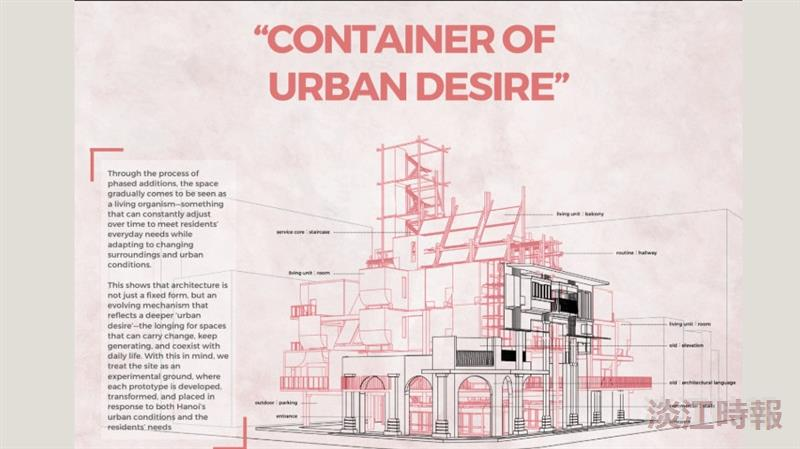 “CONTAINER OF
URBAN DESIRE”
Through the process of
phased additions, the space
gradually comes to be seen as
a living organism—something
that can constantly adjust
over time to meet residents’
everyday needs while
adapting to changing
surroundings and urban
conditions.
This shows that architecture is
not just a fixed form, but an
evolving mechanism that
reflects a deeper ‘urban
desire’—the longing for spaces
that can carry change, keep
generating, and coexist with
daily life. With this in mind, we
treat the site as an
experimental ground, where
each prototype is developed,
transformed, and placed in
response to both Hanoi’s
urban conditions and the
residents’ needs
living unit | balcony
service core | staircase
routine | hallway
living unit | room
living unit | room
old | elevation
old | architectural language
outdoor | parking
entrance
淡江時報